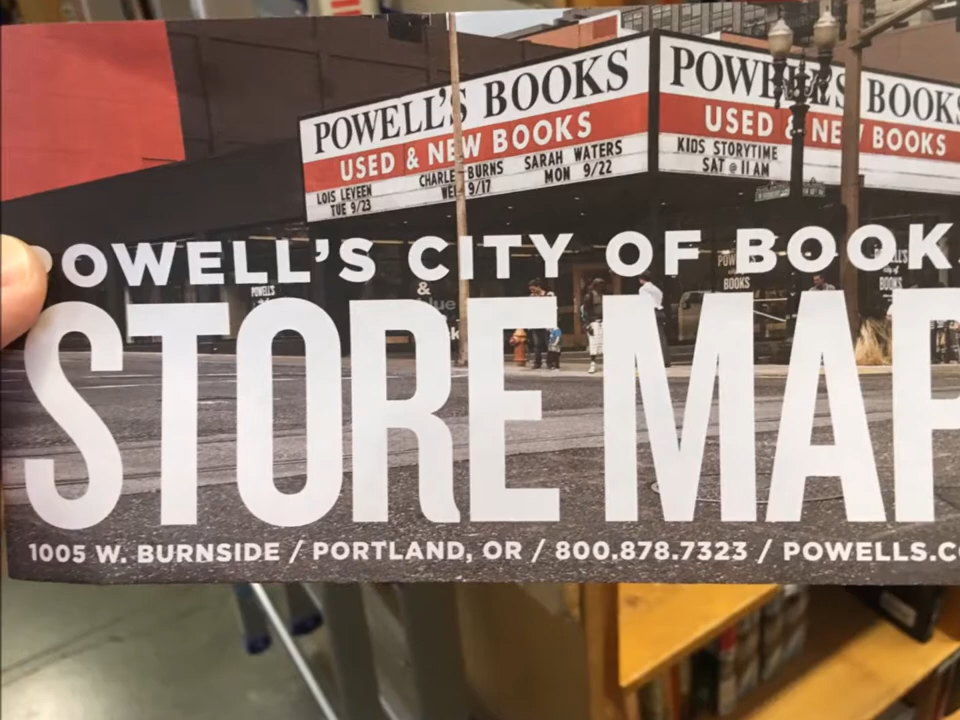 POWELL'S BOOKS
USED & NEW BOOKS
LOIS LEVEEN
TUE 9/23
CHARLES BURNS
WED 9/17
SARAH WATERS
MON 9/22
POWELL'S BOOKS
USED & NEW BOOKS
KIDS STORYTIME
SAT @ 11 AM
POWELL'S CITY OF BOOK
STORE MAP
1005 W. BURNSIDE / PORTLAND, OR / 800.878.7323 / POWELLS.CO